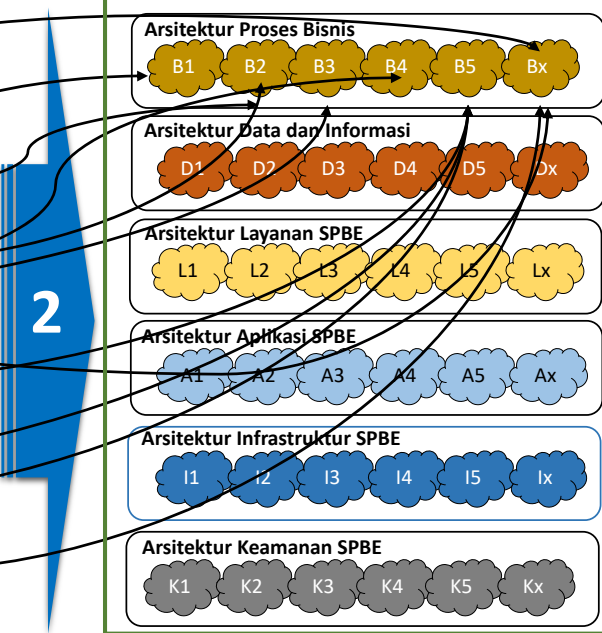 Arsitektur Proses Bisnis
B1 B2 B3 B4 B5 Bx
Arsitektur Data dan Informasi
D1 D2 D3 D4 D5 Dx
Arsitektur Layanan SPBE
L1 L2 L3 L4 L5 Lx
2
Arsitektur Aplikasi SPBE
A1 A2 A3 A4 A5 Ax
Arsitektur Infrastruktur SPBE
I1 I2 I3 I4 I5 Ix
Arsitektur Keamanan SPBE
K1 K2 K3 K4 K5 Kx